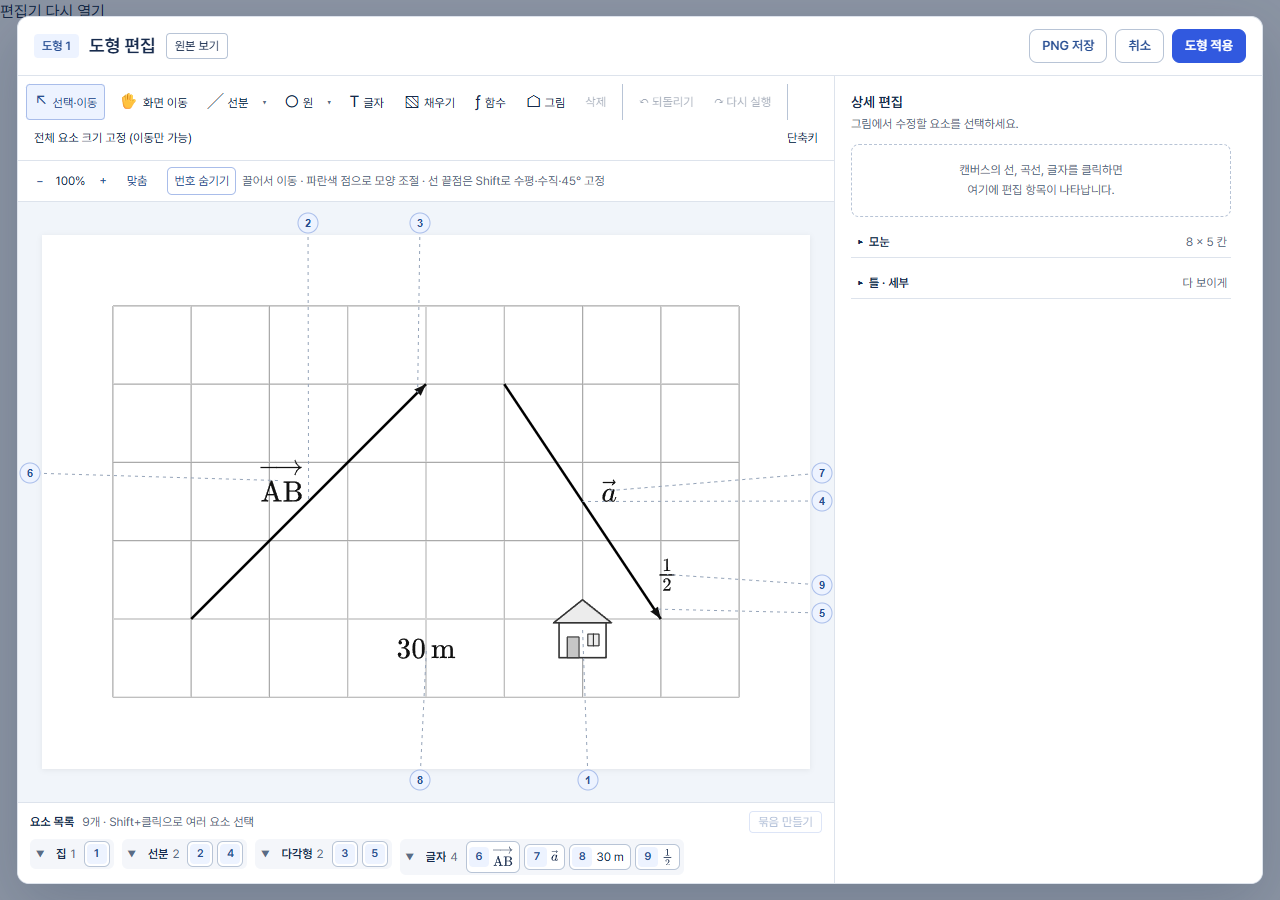 편집기 다시 열기
도형 1 도형 편집 원본 보기 PNG 저장 취소 도형 적용
선택·이동 화면 이동 선분 원 T 글자 채우기 f 함수 그림 삭제 되돌리기 다시 실행
전체 요소 크기 고정 (이동만 가능) 단축키
− 100% + 맞춤 번호 숨기기 끌어서 이동 · 파란색 점으로 모양 조절 · 선 끝점은 Shift로 수평·수직·45° 고정
상세 편집
그림에서 수정할 요소를 선택하세요.
캔버스의 선, 곡선, 글자를 클릭하면
여기에 편집 항목이 나타납니다.
모눈 8 × 5 칸
틀 · 세부 다 보이게
2 3
6 7
AB a
4
1
2
9
5
30 m
8 1
요소 목록 9개 · Shift+클릭으로 여러 요소 선택 묶음 만들기
집 1 1 선분 2 2 4 다각형 2 3 5 글자 4 6 AB 7 a 8 30 m 9 1/2